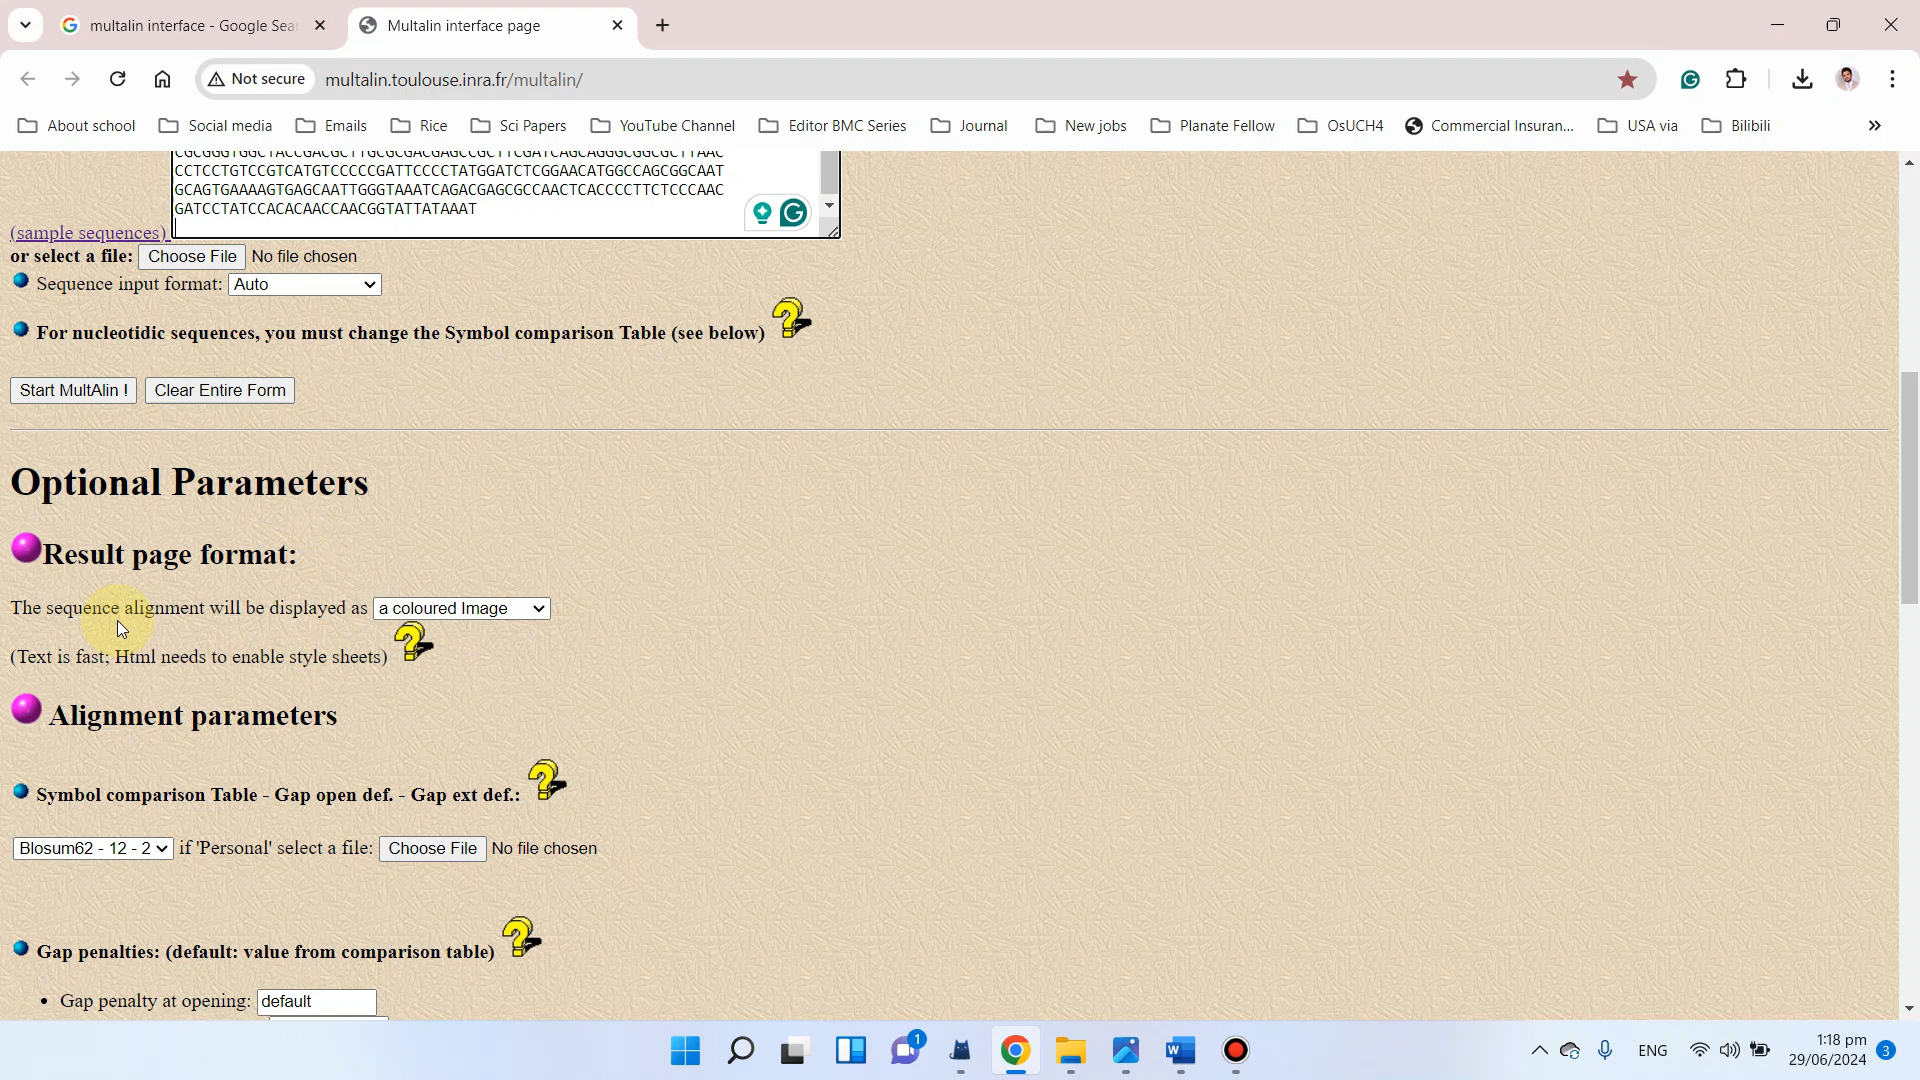 multalin interface - Google Sea
Multalin interface page
Not secure
multalin.toulouse.inra.fr/multalin/
About school
Social media
Emails
Rice
Sci Papers
YouTube Channel
Editor BMC Series
Journal
New jobs
Planate Fellow
OsUCH4
Commercial Insuran...
USA via
Bilibili
CGCGGGTGGCTACCGACGCTTGCGCGACGAGCCGCTTCGATCAGCAGGGCGGCGCTTAAC
CCTCCTGTCCGTCATGTCCCCCGATTCCCCTATGGATCTCGGAACATGGCCAGCGGCAAT
GCAGTGAAAAGTGAGCAATTGGGTAAATCAGACGAGCGCCAACTCACCCCTTCTCCCAAC
GATCCTATCCACACAACCAACGGTATTATAAAT
(sample sequences)
or select a file: Choose File No file chosen
Sequence input format: Auto
For nucleotidic sequences, you must change the Symbol comparison Table (see below)
Start MultAlin !
Clear Entire Form
Optional Parameters
Result page format:
The sequence alignment will be displayed as a coloured Image
(Text is fast; Html needs to enable style sheets)
Alignment parameters
Symbol comparison Table - Gap open def. - Gap ext def.:
Blosum62 - 12 - 2 if 'Personal' select a file: Choose File No file chosen
Gap penalties: (default: value from comparison table)
• Gap penalty at opening: default
1
ENG
1:18 pm
29/06/2024
3